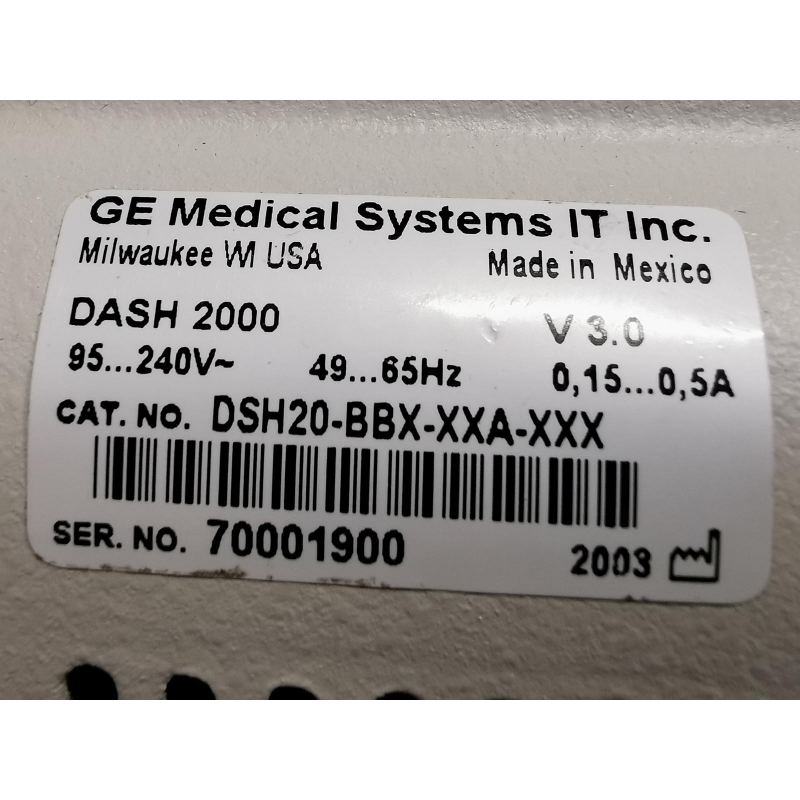 GE Medical Systems IT Inc.
Milwaukee WI USA Made in Mexico
DASH 2000 V 3.0
95...240V~ 49...65Hz 0,15...0,5A
CAT. NO. DSH20-BBX-XXA-XXX
SER. NO. 70001900 2003